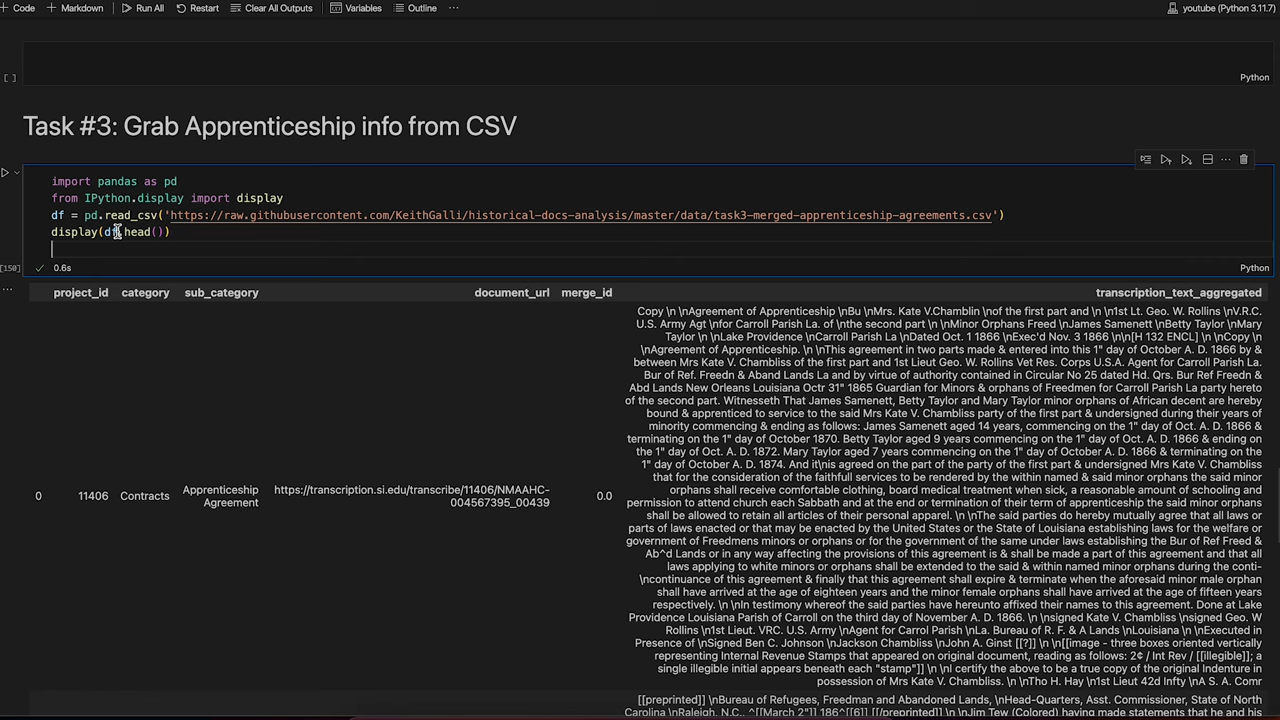 Code
Markdown
Run All
Restart
Clear All Outputs
Variables
Outline
···
youtube (Python 3.11.7)
[ ]
Python
Task #3: Grab Apprenticeship info from CSV
import pandas as pd
from IPython.display import display
df = pd.read_csv('https://raw.githubusercontent.com/KeithGalli/historical-docs-analysis/master/data/task3-merged-apprenticeship-agreements.csv')
display(df.head())
[150]
0.6s
Python
project_id category sub_category document_url merge_id transcription_text_aggregated
0 11406 Contracts
Apprenticeship
Agreement
https://transcription.si.edu/transcribe/11406/NMAAHC-
004567395_00439
0.0
Copy \n \nAgreement of Apprenticeship \nBu \nMrs. Kate V.Chamblin \nof the first part and \n \n1st Lt. Geo. W. Rollins \nV.R.C.
U.S. Army Agt \nfor Carroll Parish La. of \nthe second part \n \nMinor Orphans Freed \nJames Samenett \nBetty Taylor \nMary
Taylor \n \nLake Providence \nCarroll Parish La \nDated Oct. 1 1866 \nExec'd Nov. 3 1866 \n\n[H 132 ENCL] \n \nCopy \n
\nAgreement of Apprenticeship. \n \nThis agreement in two parts made & entered into this 1" day of October A. D. 1866 by &
between Mrs Kate V. Chambliss of the first part and 1st Lieut Geo. W. Rollins Vet Res. Corps U.S.A. Agent for Carroll Parish La.
Bur of Ref. Freedn & Aband Lands La and by virtue of authority contained in Circular No 25 dated Hd. Qrs. Bur Ref Freedn &
Abd Lands New Orleans Louisiana Octr 31" 1865 Guardian for Minors & orphans of Freedmen for Carroll Parish La party hereto
of the second part. Witnesseth That James Samenett, Betty Taylor and Mary Taylor minor orphans of African decent are hereby
bound & apprenticed to service to the said Mrs Kate V. Chambliss party of the first part & undersigned during their years of
minority commencing & ending as follows: James Samenett aged 14 years, commencing on the 1" day of Oct. A. D. 1866 &
terminating on the 1" day of October 1870. Betty Taylor aged 9 years commencing on the 1" day of Oct. A. D. 1866 & ending on
the 1" day of Oct. A. D. 1872. Mary Taylor aged 7 years commencing on the 1" day of October A. D. 1866 & terminating on the
1" day of October A. D. 1874. And it\nis agreed on the part of the party of the first part & undersigned Mrs Kate V. Chambliss
that for the consideration of the faithfull services to be rendered by the within named & said minor orphans the said minor
orphans shall receive comfortable clothing, board medical treatment when sick, a reasonable amount of schooling and
permission to attend church each Sabbath and at the end or termination of their term of apprenticeship the said minor orphans
shall be allowed to retain all articles of their personal apparel. \n \nThe said parties do hereby mutually agree that all laws or
parts of laws enacted or that may be enacted by the United States or the State of Louisiana establishing laws for the welfare or
government of Freedmens minors or orphans or for the government of the same under laws establishing the Bur of Ref Freed &
Ab^d Lands or in any way affecting the provisions of this agreement is & shall be made a part of this agreement and that all
laws applying to white minors or orphans shall be extended to the said & within named minor orphans during the conti-
\ncontinuance of this agreement & finally that this agreement shall expire & terminate when the aforesaid minor male orphan
shall have arrived at the age of eighteen years and the minor female orphans shall have arrived at the age of fifteen years
respectively. \n \nIn testimony whereof the said parties have hereunto affixed their names to this agreement. Done at Lake
Providence Louisiana Parish of Carroll on the third day of November A. D. 1866. \n \nsigned Kate V. Chambliss \nsigned Geo. W
Rollins \n1st Lieut. VRC. U.S. Army \nAgent for Carrol Parish \nLa. Bureau of R. F. & A Lands \nLouisiana \n \nExecuted in
Presence of \nSigned Ben C. Johnson \nJackson Chambliss \nJohn A. Ginst [[?]] \n \n[[image - three boxes oriented vertically
representing Internal Revenue Stamps that appeared on original document, reading as follows: 2¢ / Int Rev / [[illegible]]; a
single illegible initial appears beneath each "stamp"]] \n \nI certify the above to be a true copy of the original Indenture in
possession of Mrs Kate V. Chambliss. \n \nTho H. Hay \n1st Lieut 42d Infty \nA S. A. Comr
[[preprinted]] \nBureau of Refugees, Freedman and Abandoned Lands, \nHead-Quarters, Asst. Commissioner, State of North
Carolina \nRaleigh, N.C., ^[[March 2"]] 186^[[6]] [[/preprinted]] \n \nJim Tew (Colored) having made statements that he and his